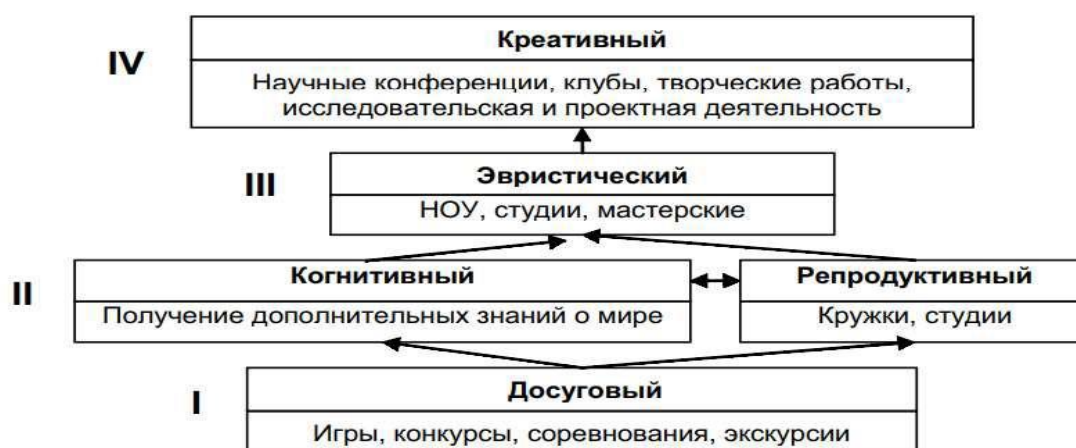 IV
Креативный
Научные конференции, клубы, творческие работы,
исследовательская и проектная деятельность
III
Эвристический
НОУ, студии, мастерские
II
Когнитивный
Получение дополнительных знаний о мире
Репродуктивный
Кружки, студии
I
Досуговый
Игры, конкурсы, соревнования, экскурсии